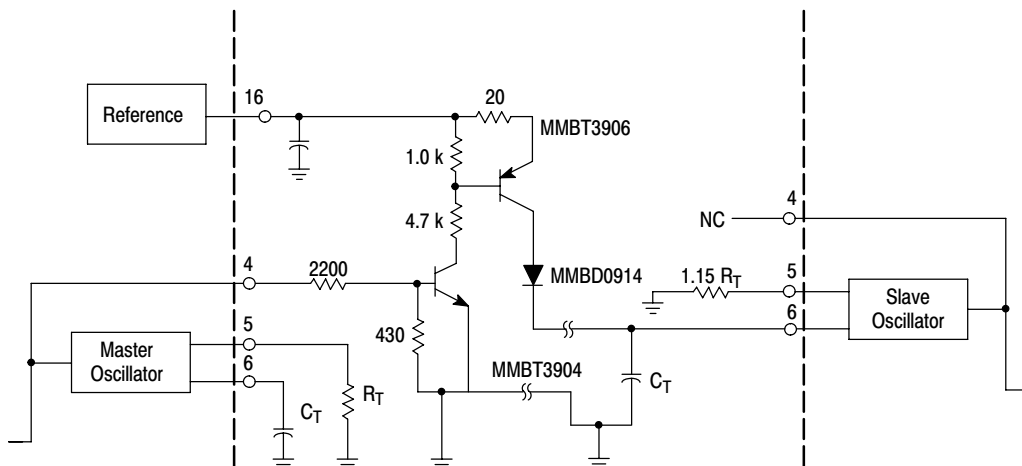 Reference
16
20
MMBT3906
1.0 k
4.7 k
4
NC
4
2200
MMBD0914
1.15 RT
5
Slave
Oscillator
6
430
5
Master
Oscillator
6
MMBT3904
CT
RT
CT